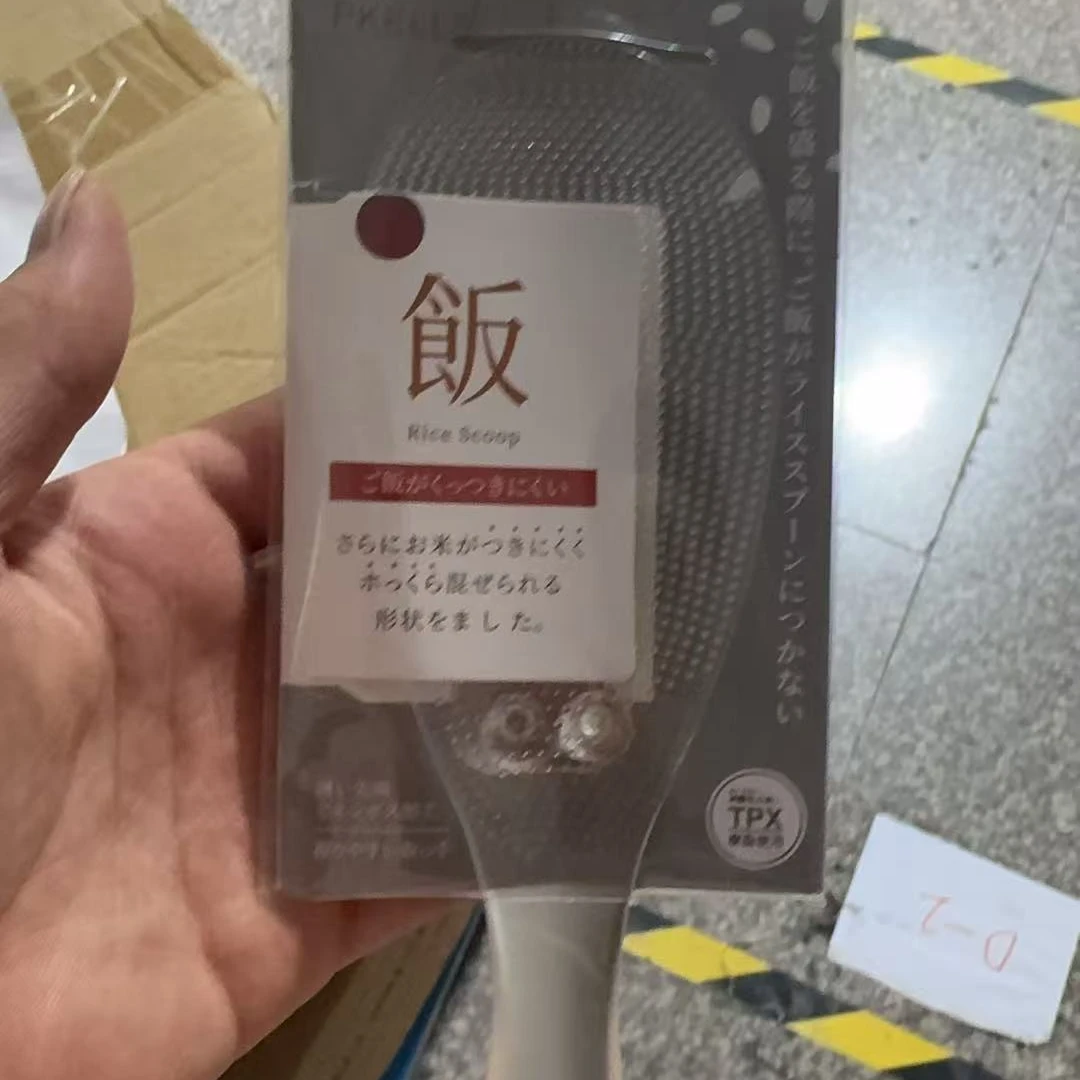 飯
Rice Scoop
ご飯がくっつきにくい
さらにお米がつきにくく
ホっくら混ぜられる
形状をました。
ご飯を盛る際に、ご飯がライススプーンにつかない
TPX
D-2